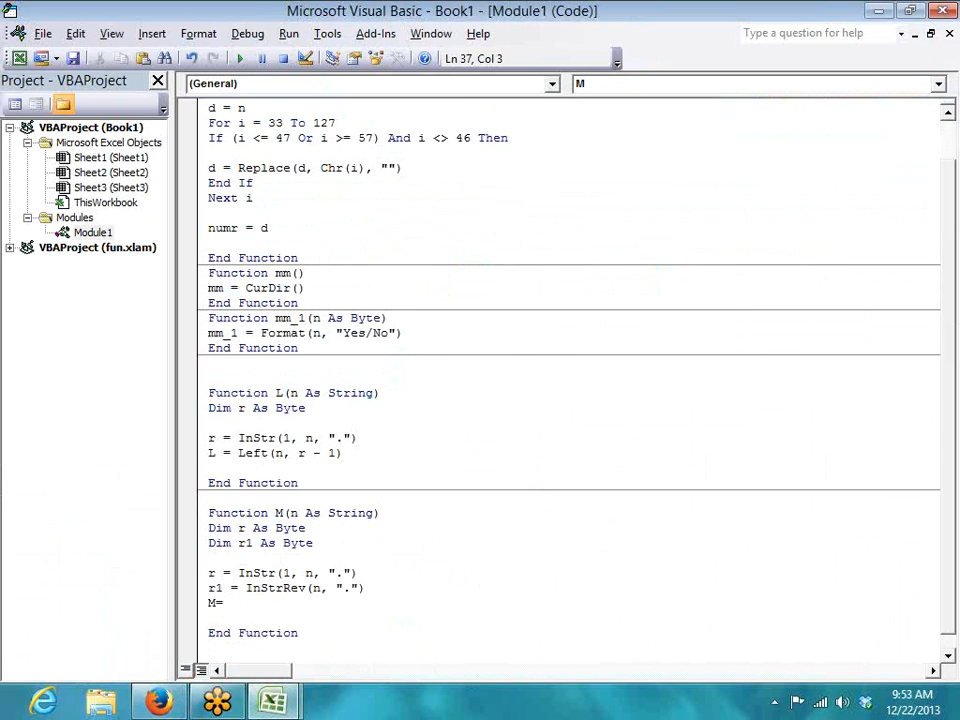 Microsoft Visual Basic - Book1 - [Module1 (Code)]
File Edit View Insert Format Debug Run Tools Add-Ins Window Help
Type a question for help
Ln 37, Col 3
Project - VBAProject
(General)
M
VBAProject (Book1)
Microsoft Excel Objects
Sheet1 (Sheet1)
Sheet2 (Sheet2)
Sheet3 (Sheet3)
ThisWorkbook
Modules
Module1
VBAProject (fun.xlam)
d = n
For i = 33 To 127
If (i <= 47 Or i >= 57) And i <> 46 Then
d = Replace(d, Chr(i), "")
End If
Next i
numr = d
End Function
Function mm()
mm = CurDir()
End Function
Function mm_1(n As Byte)
mm_1 = Format(n, "Yes/No")
End Function
Function L(n As String)
Dim r As Byte
r = InStr(1, n, ".")
L = Left(n, r - 1)
End Function
Function M(n As String)
Dim r As Byte
Dim r1 As Byte
r = InStr(1, n, ".")
r1 = InStrRev(n, ".")
M=
End Function
9:53 AM
12/22/2013